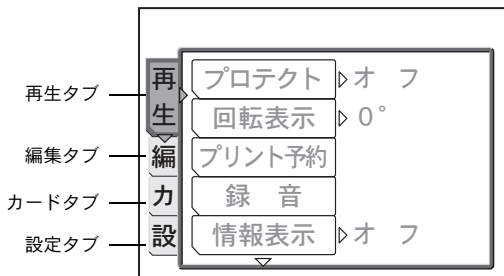 再生タブ
編集タブ
カードタブ
設定タブ
再生
編
カ
設
プロテクト オフ
回転表示 0°
プリント予約
録音
情報表示 オフ